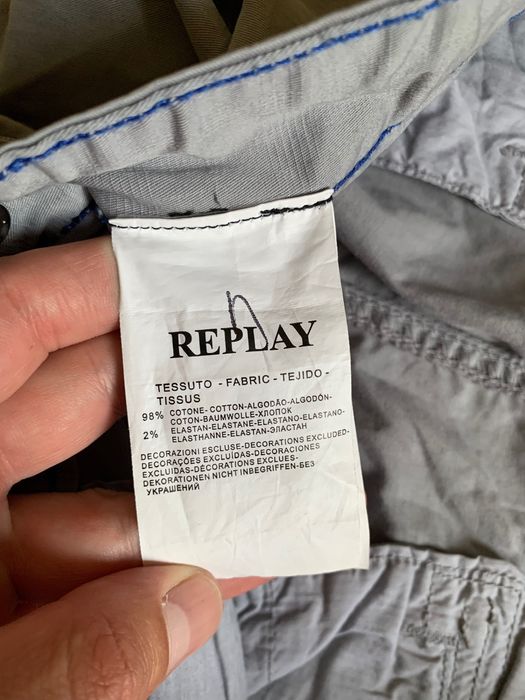 REPLAY
TESSUTO - FABRIC - TEJIDO -
TISSUS
98% COTONE- COTTON-ALGODÃO-ALGODÓN-
COTON-BAUMWOLLE-ХЛОПОК
2% ELASTAN-ELASTANE-ELASTANO-ELASTANO-
ELASTHANNE-ELASTAN-ЭЛАСТАН
DECORAZIONI ESCLUSE-DECORATIONS EXCLUDED-
DECORAÇÕES EXCLUÍDAS-DECORACIONES
EXCLUIDAS-DÉCORATIONS EXCLUES-
DEKORATIONEN NICHT INBEGRIFFEN-БЕЗ
УКРАШЕНИЙ